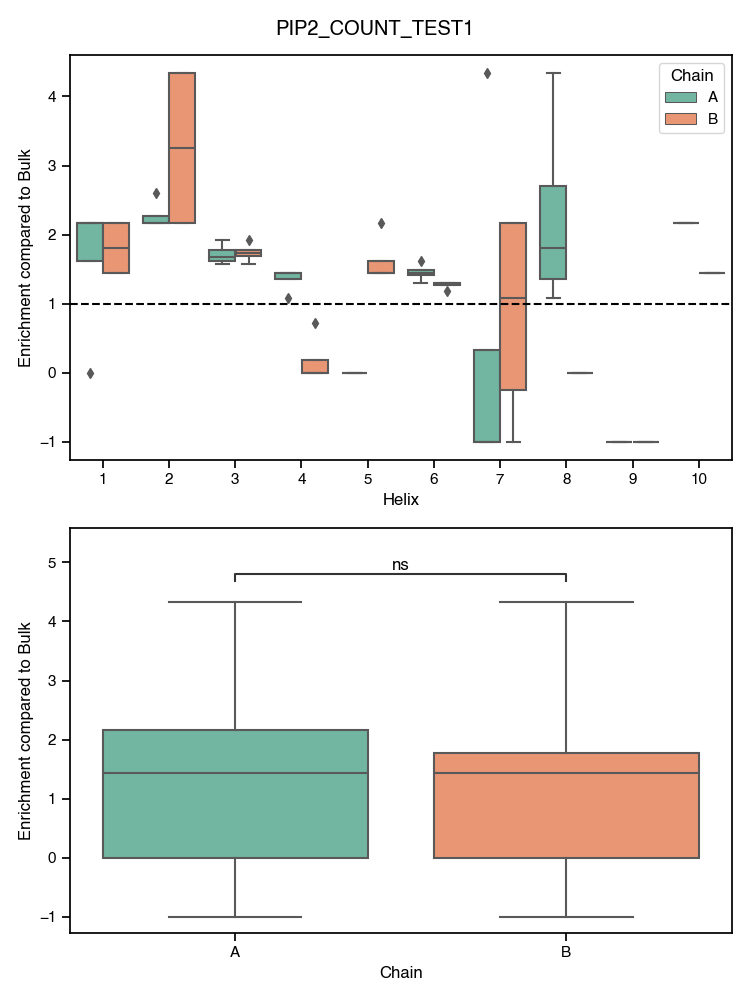 PIP2_COUNT_TEST1
Enrichment compared to Bulk
4
3
2
1
0
−1
Chain
A
B
1 2 3 4 5 6 7 8 9 10
Helix
Enrichment compared to Bulk
5
4
3
2
1
0
−1
ns
A B
Chain